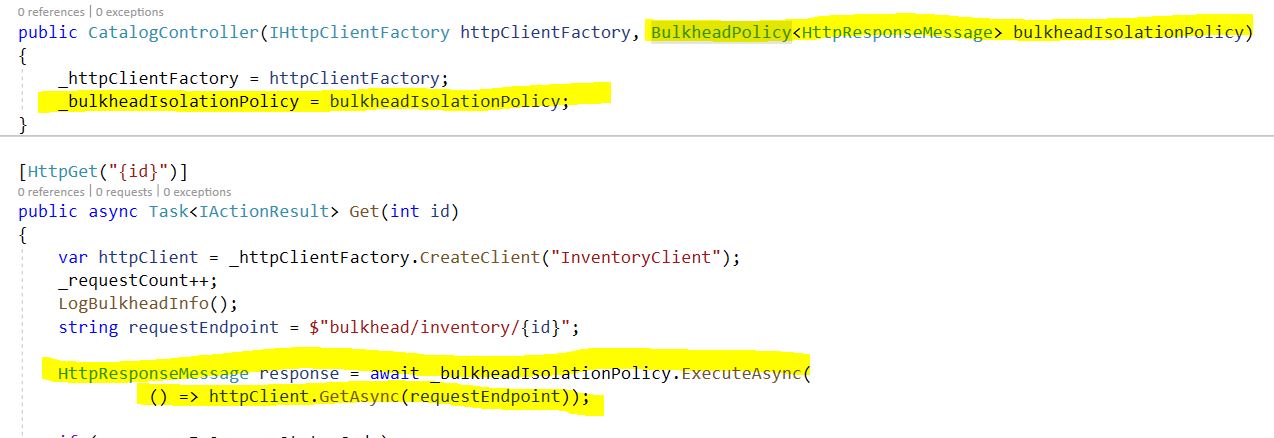 0 references | 0 exceptions
public CatalogController(IHttpClientFactory httpClientFactory, BulkheadPolicy<HttpResponseMessage> bulkheadIsolationPolicy)
{
_httpClientFactory = httpClientFactory;
_bulkheadIsolationPolicy = bulkheadIsolationPolicy;
}
[HttpGet("{id}")]
0 references | 0 requests | 0 exceptions
public async Task<IActionResult> Get(int id)
{
var httpClient = _httpClientFactory.CreateClient("InventoryClient");
_requestCount++;
LogBulkheadInfo();
string requestEndpoint = $"bulkhead/inventory/{id}";
HttpResponseMessage response = await _bulkheadIsolationPolicy.ExecuteAsync(
() => httpClient.GetAsync(requestEndpoint));